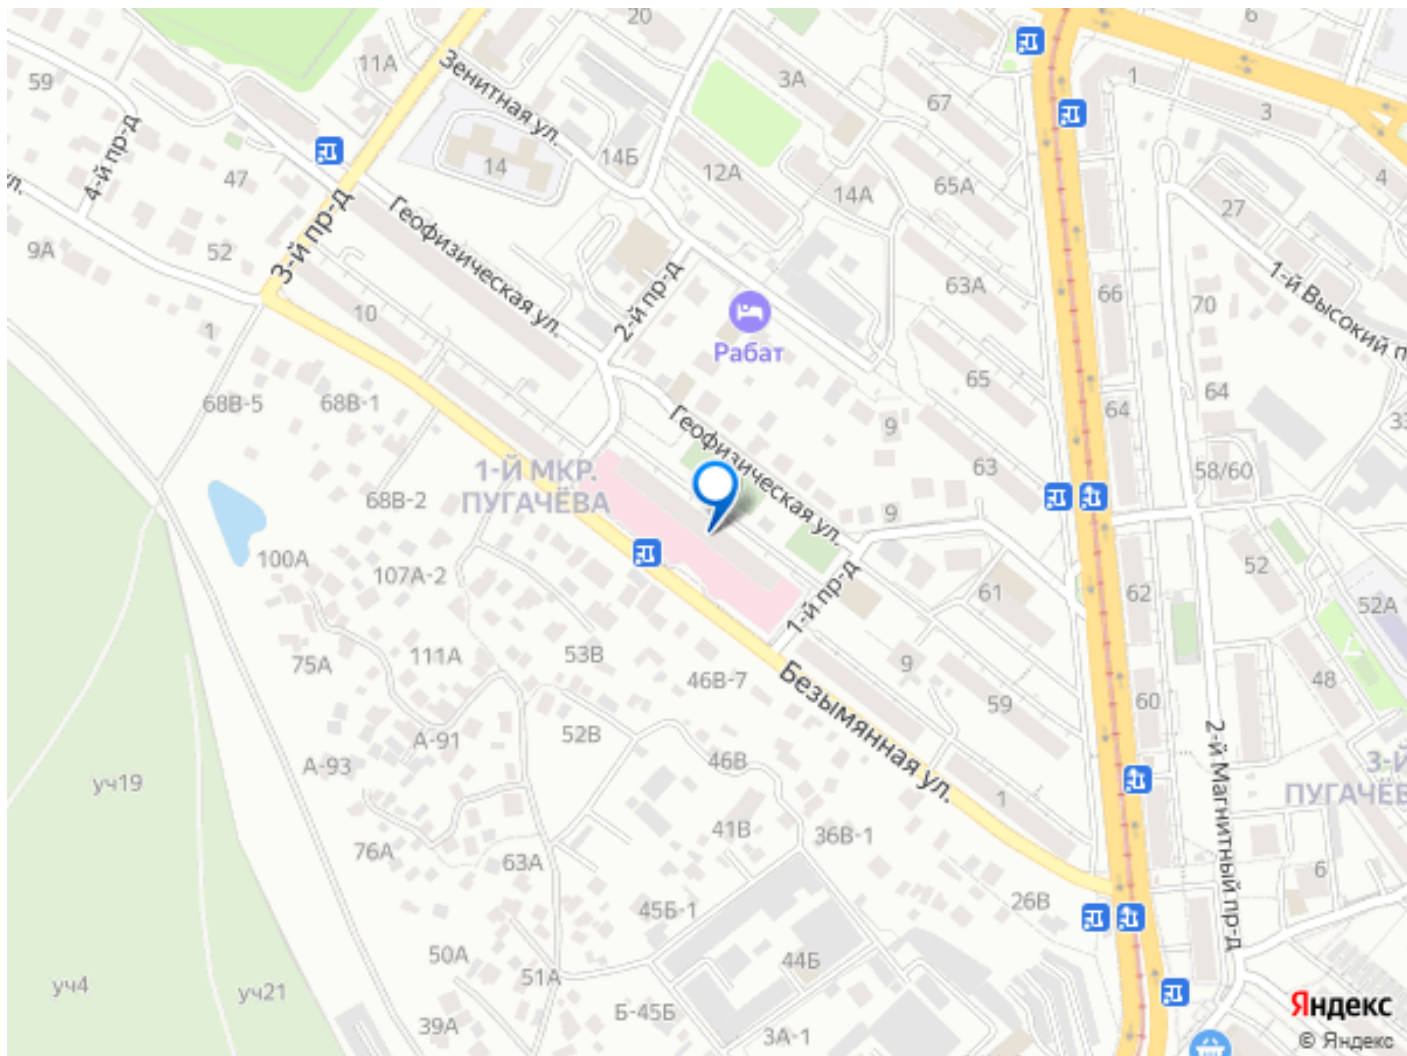 20
6
11А
Зенитная ул.
59
3А
67
1
3
4-й пр-д
14
14Б
12А
65А
14А
4
47
ул.
27
3-й пр-д
Геофизическая ул.
9А
52
63А
66
1-й Высокий п
2-й пр-д
70
10
1
Рабат
65
64
64
68В-5
68В-1
Геофизическая ул.
9
33
63
58/60
1-Й МКР.
ПУГАЧЁВА
68В-2
9
100А
107А-2
52
1-й пр-д
61
62
52А
53В
111А
75А
9
46В-7
Безымянная ул.
48
59
60
52В
А-91
46В
А-93
2-й Магнитный пр-д
3-Й
ПУГАЧЁВ
уч19
1
41В
36В-1
76А
63А
6
45Б-1
26В
50А
44Б
51А
уч4
уч21
Б-45Б
39А
3А-1
Яндекс
© Яндекс